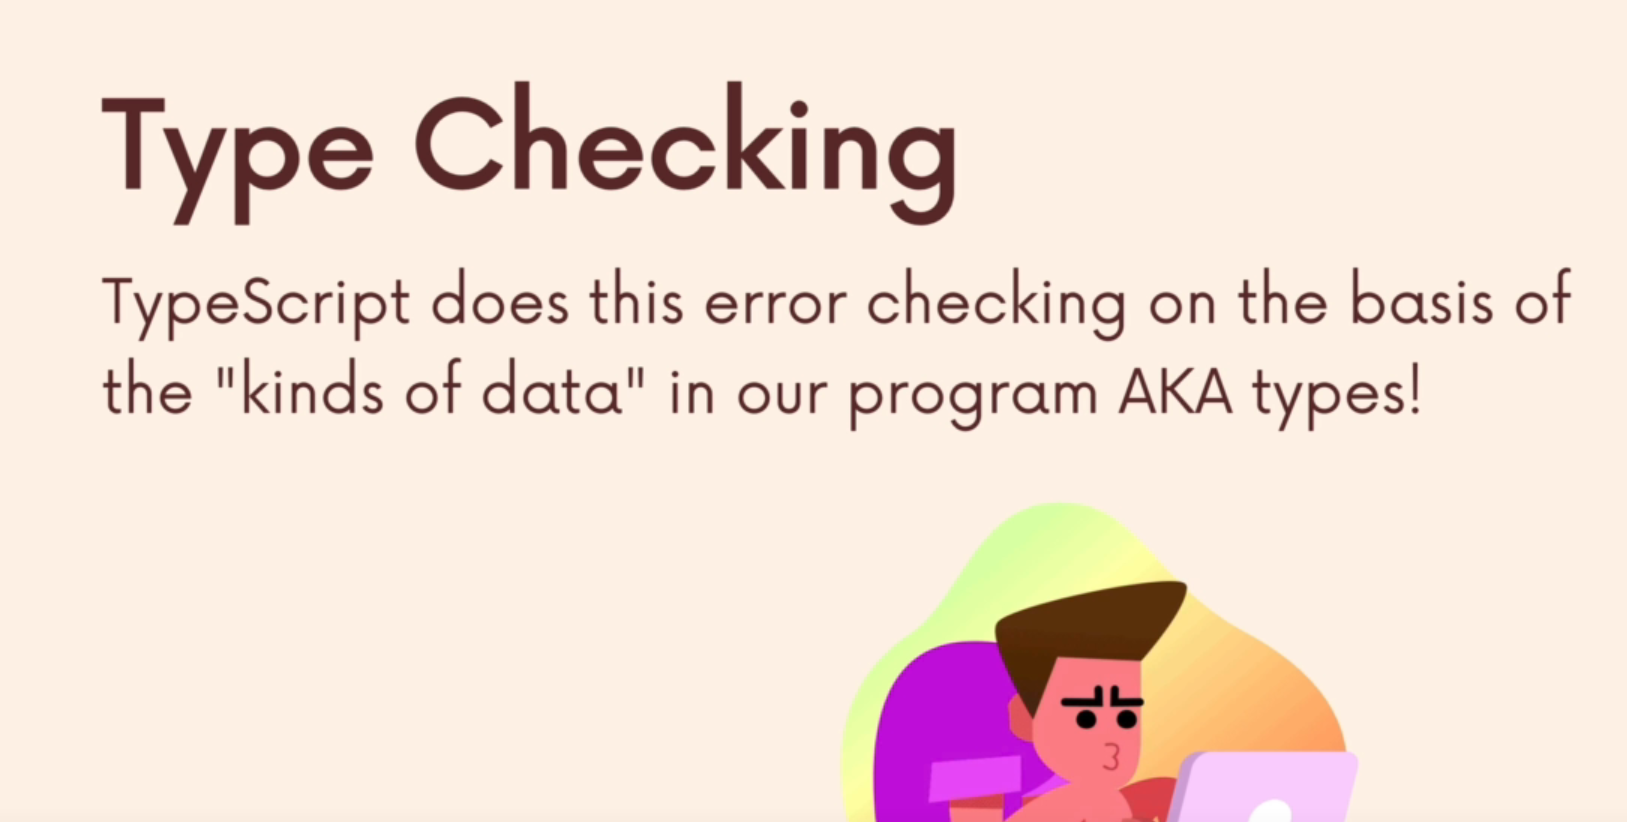 Type Checking
TypeScript does this error checking on the basis of
the "kinds of data" in our program AKA types!